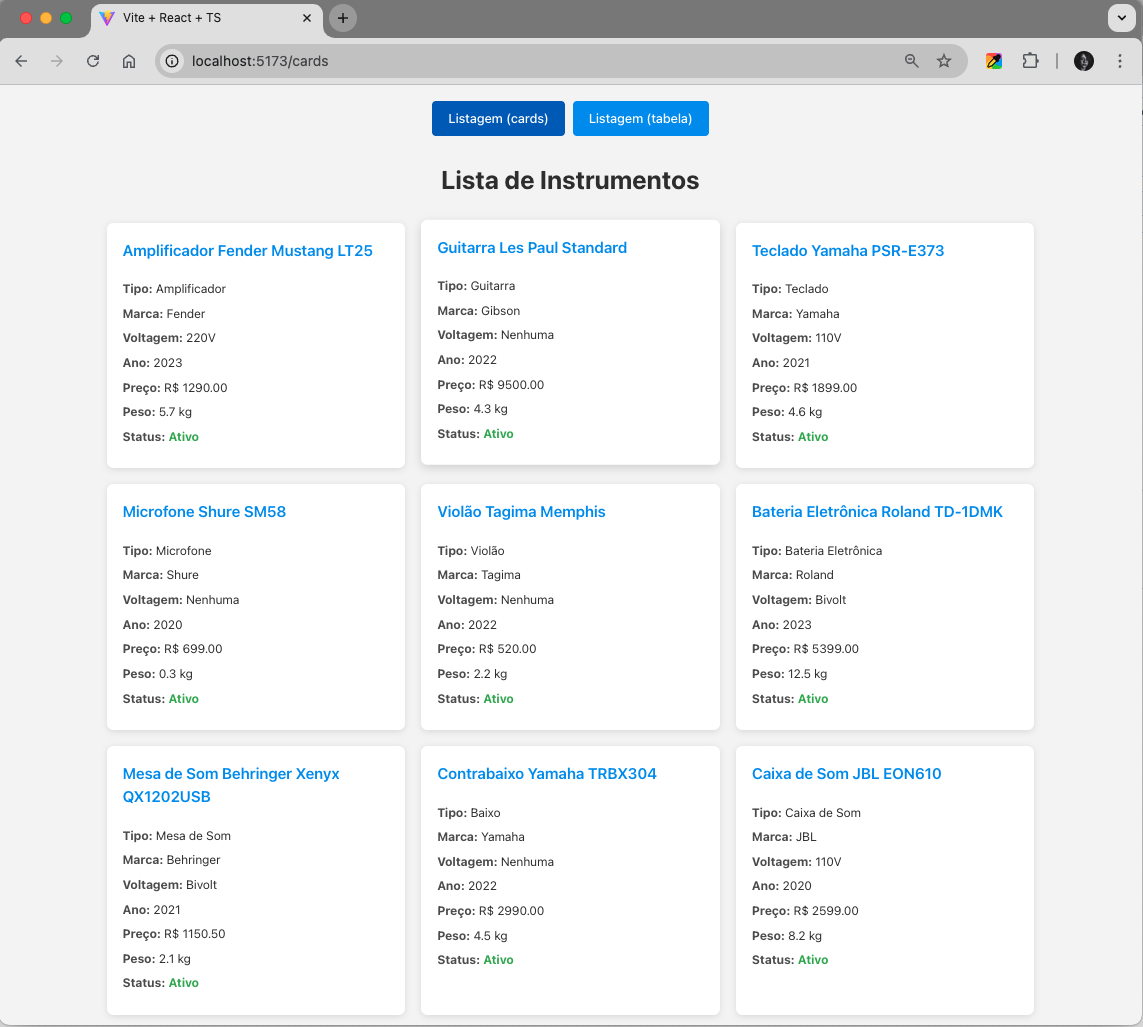 Vite + React + TS
localhost:5173/cards
Listagem (cards)
Listagem (tabela)
Lista de Instrumentos
Amplificador Fender Mustang LT25
Tipo: Amplificador
Marca: Fender
Voltagem: 220V
Ano: 2023
Preço: R$ 1290.00
Peso: 5.7 kg
Status: Ativo
Guitarra Les Paul Standard
Tipo: Guitarra
Marca: Gibson
Voltagem: Nenhuma
Ano: 2022
Preço: R$ 9500.00
Peso: 4.3 kg
Status: Ativo
Teclado Yamaha PSR-E373
Tipo: Teclado
Marca: Yamaha
Voltagem: 110V
Ano: 2021
Preço: R$ 1899.00
Peso: 4.6 kg
Status: Ativo
Microfone Shure SM58
Tipo: Microfone
Marca: Shure
Voltagem: Nenhuma
Ano: 2020
Preço: R$ 699.00
Peso: 0.3 kg
Status: Ativo
Violão Tagima Memphis
Tipo: Violão
Marca: Tagima
Voltagem: Nenhuma
Ano: 2022
Preço: R$ 520.00
Peso: 2.2 kg
Status: Ativo
Bateria Eletrônica Roland TD-1DMK
Tipo: Bateria Eletrônica
Marca: Roland
Voltagem: Bivolt
Ano: 2023
Preço: R$ 5399.00
Peso: 12.5 kg
Status: Ativo
Mesa de Som Behringer Xenyx
QX1202USB
Tipo: Mesa de Som
Marca: Behringer
Voltagem: Bivolt
Ano: 2021
Preço: R$ 1150.50
Peso: 2.1 kg
Status: Ativo
Contrabaixo Yamaha TRBX304
Tipo: Baixo
Marca: Yamaha
Voltagem: Nenhuma
Ano: 2022
Preço: R$ 2990.00
Peso: 4.5 kg
Status: Ativo
Caixa de Som JBL EON610
Tipo: Caixa de Som
Marca: JBL
Voltagem: 110V
Ano: 2020
Preço: R$ 2599.00
Peso: 8.2 kg
Status: Ativo